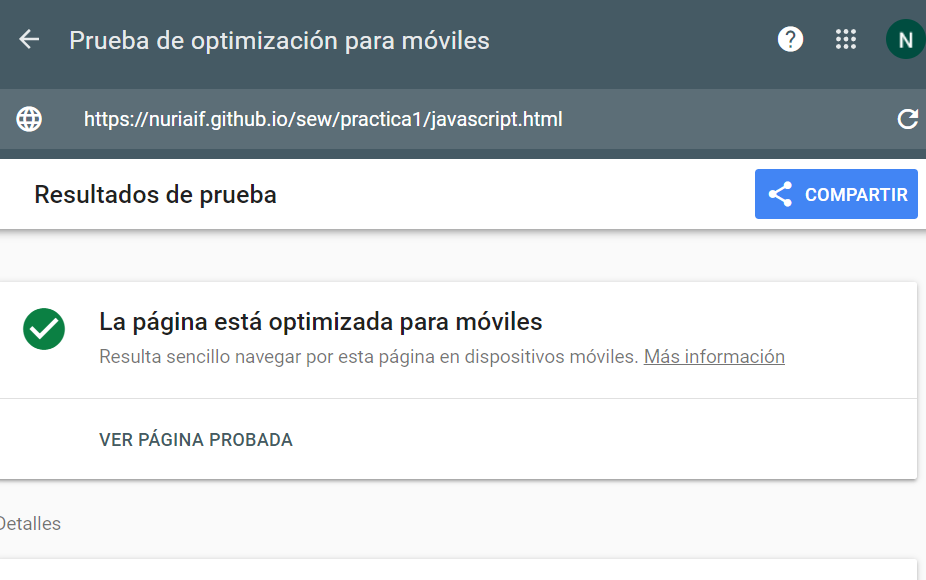 Prueba de optimización para móviles
?
N
https://nuriaif.github.io/sew/practica1/javascript.html
Resultados de prueba
COMPARTIR
La página está optimizada para móviles
Resulta sencillo navegar por esta página en dispositivos móviles. Más información
VER PÁGINA PROBADA
Detalles